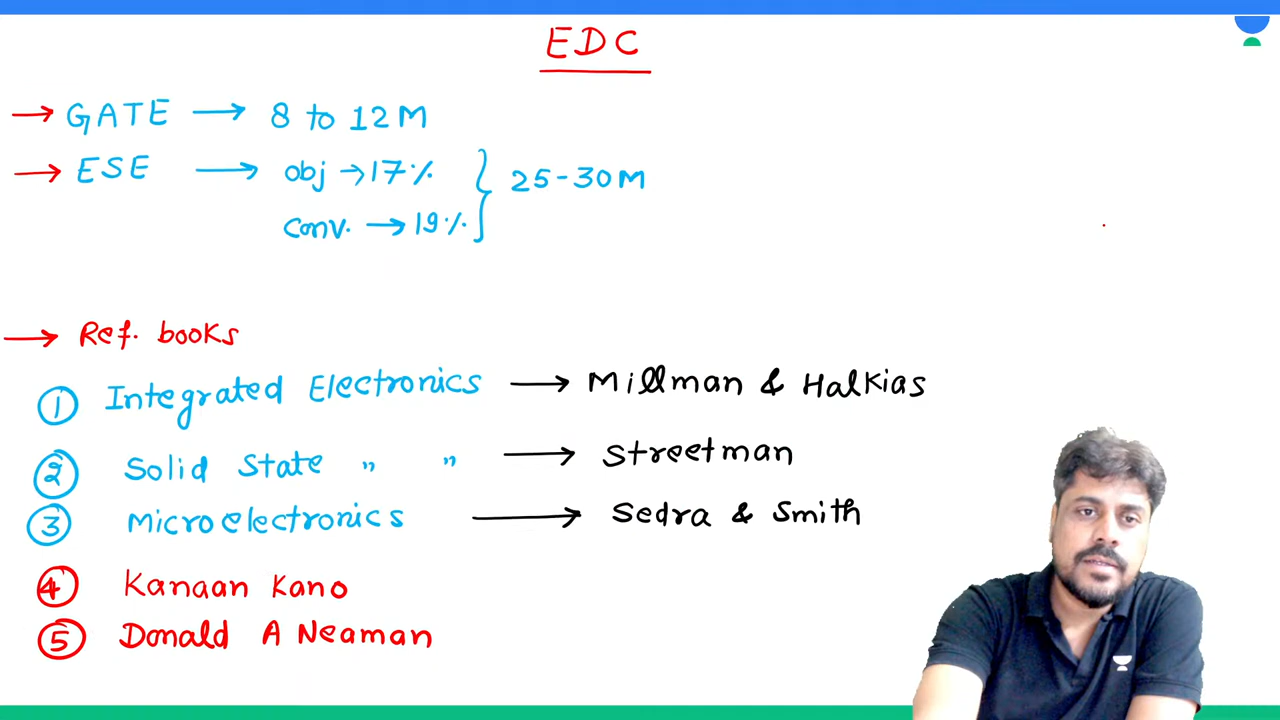 EDC
→ GATE → 8 to 12 M
→ ESE → obj → 17% } 25-30 M
conv. → 19%
→ Ref. books
① Integrated Electronics → Millman & Halkias
② Solid State " " → Streetman
③ Microelectronics → Sedra & Smith
④ Kanaan Kano
⑤ Donald A Neaman